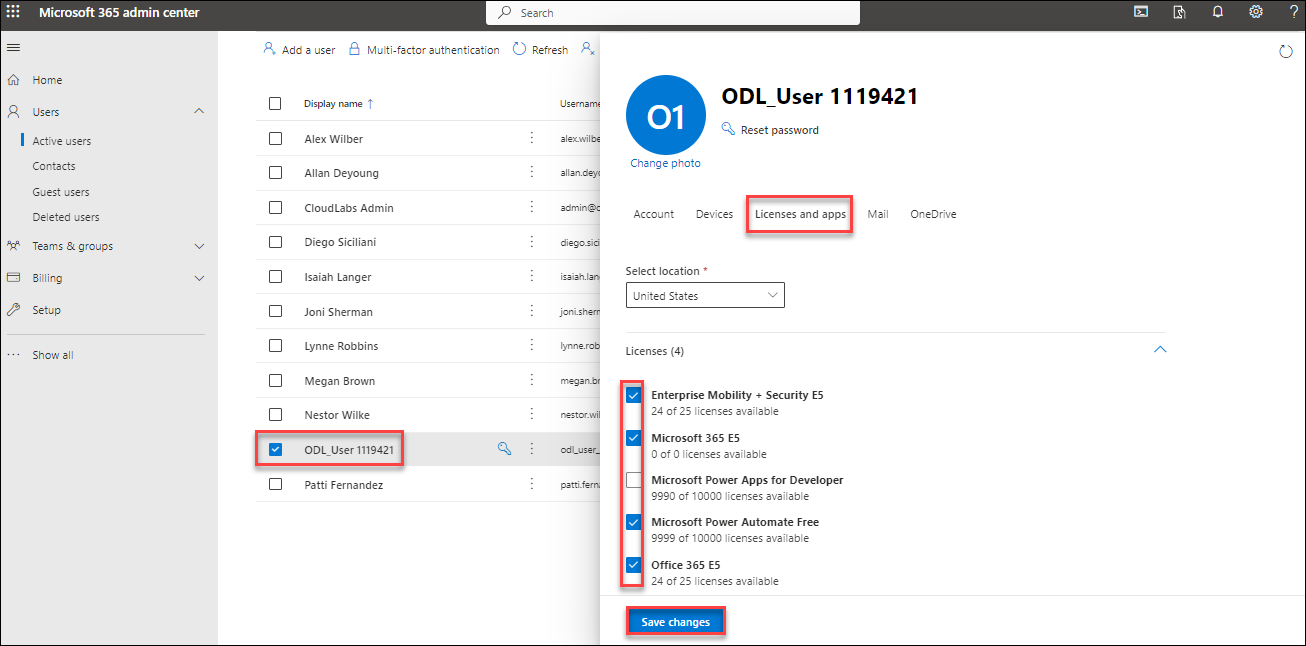 Microsoft 365 admin center
Search
?
Home
Users
Active users
Contacts
Guest users
Deleted users
Teams & groups
Billing
Setup
Show all
Add a user Multi-factor authentication Refresh
Display name ↑ Username
Alex Wilber alex.wilbe
Allan Deyoung allan.deyo
CloudLabs Admin admin@c
Diego Siciliani diego.sici
Isaiah Langer isaiah.lan
Joni Sherman joni.sherm
Lynne Robbins lynne.rob
Megan Brown megan.br
Nestor Wilke nestor.wil
ODL_User 1119421 odl_user_
Patti Fernandez patti.fern
O1
ODL_User 1119421
Reset password
Change photo
Account Devices Licenses and apps Mail OneDrive
Select location *
United States
Licenses (4)
Enterprise Mobility + Security E5
24 of 25 licenses available
Microsoft 365 E5
0 of 0 licenses available
Microsoft Power Apps for Developer
9990 of 10000 licenses available
Microsoft Power Automate Free
9999 of 10000 licenses available
Office 365 E5
24 of 25 licenses available
Save changes